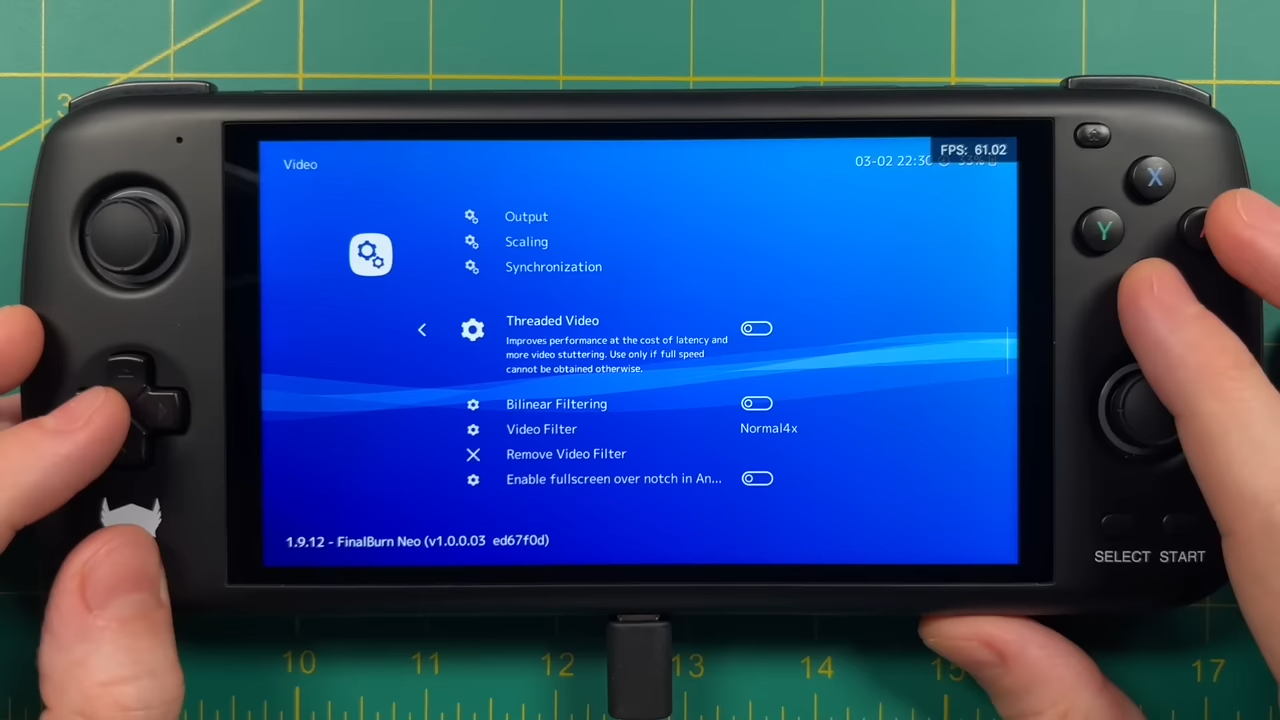 3
FPS: 61.02
Video
03-02 22:30
33%
Output
Scaling
Synchronization
Threaded Video
Improves performance at the cost of latency and
more video stuttering. Use only if full speed
cannot be obtained otherwise.
Bilinear Filtering
Video Filter
Normal4x
Remove Video Filter
Enable fullscreen over notch in An...
1.9.12 - FinalBurn Neo (v1.0.0.03 ed67f0d)
X
Y
SELECT START
10 11 12 13 14 15 17